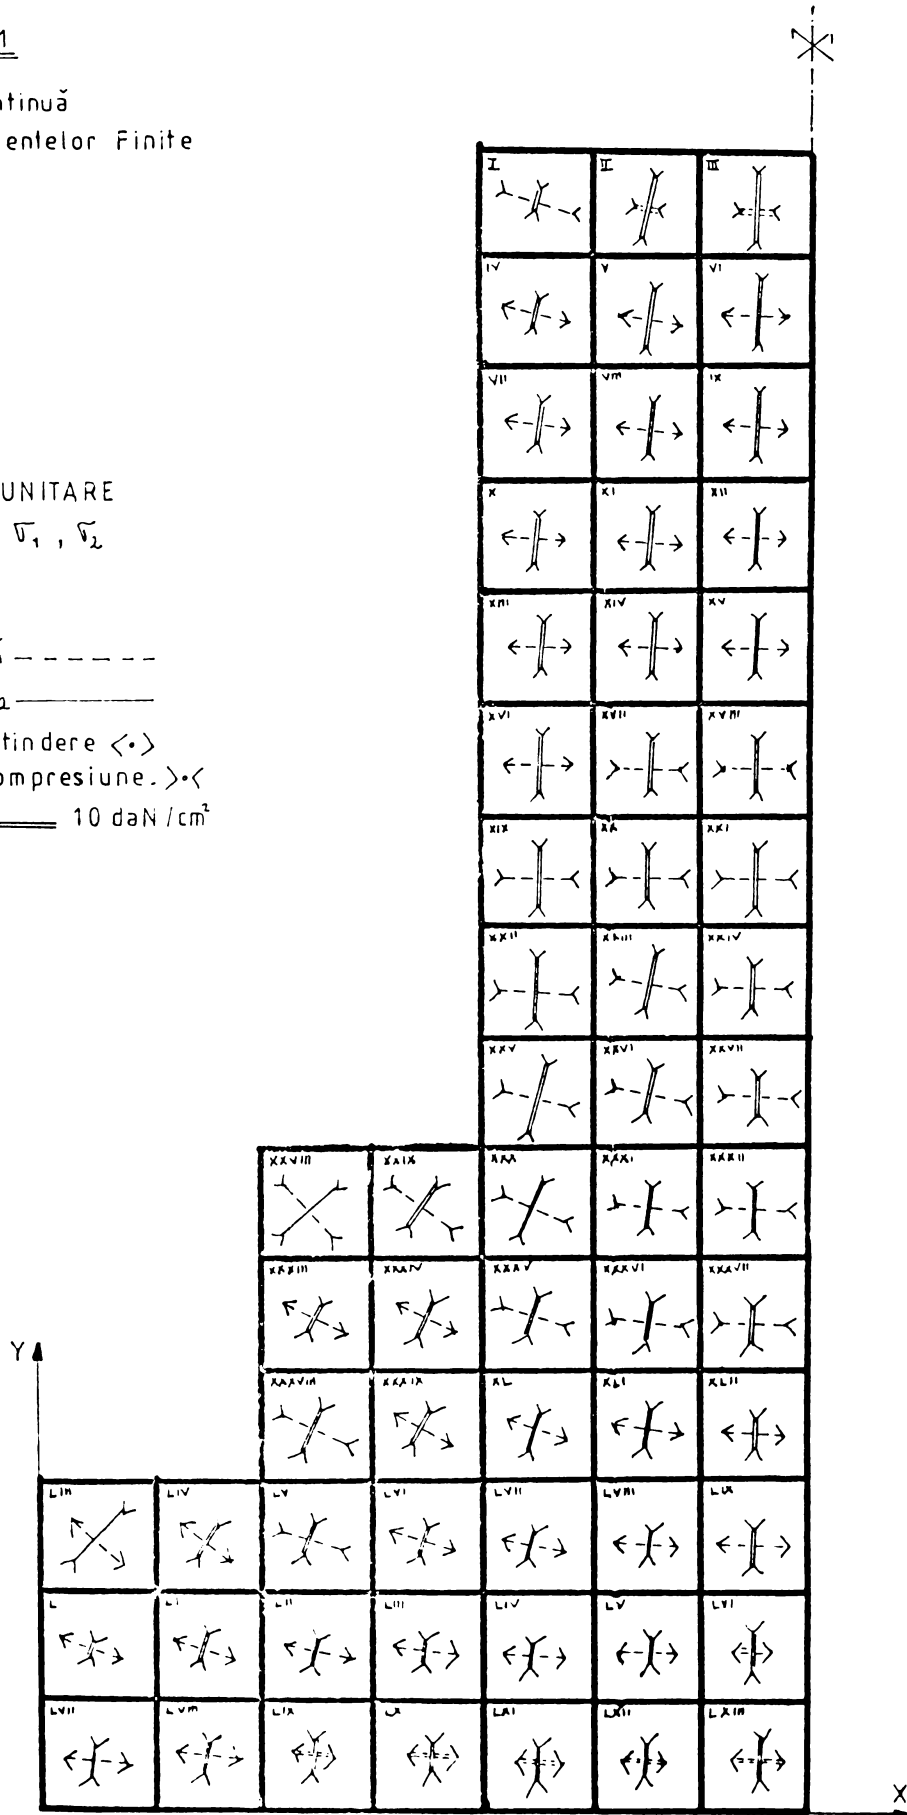 1
ntinuă
entelor Finite
I II III
IV V VI
VII VIII IX
X XI XII
UNITARE
σ₁ , σ₂
XIII XIV XV
2
tindere <•>
ompresiune. >•<
10 daN/cm²
XVI XVII XVIII
XIX XX XXI
XXII XXIII XXIV
XXV XXVI XXVII
XXVIII XXIX XXX XXXI XXXII
XXXIII XXXIV XXXV XXXVI XXXVII
Y
XXXVIII XXXIX XL XLI XLII
LIII LIV LV LVI LVII LVIII LIX
L LI LII LIII LIV LV LVI
LVII LVIII LIX LX LXI LXII LXIII
X